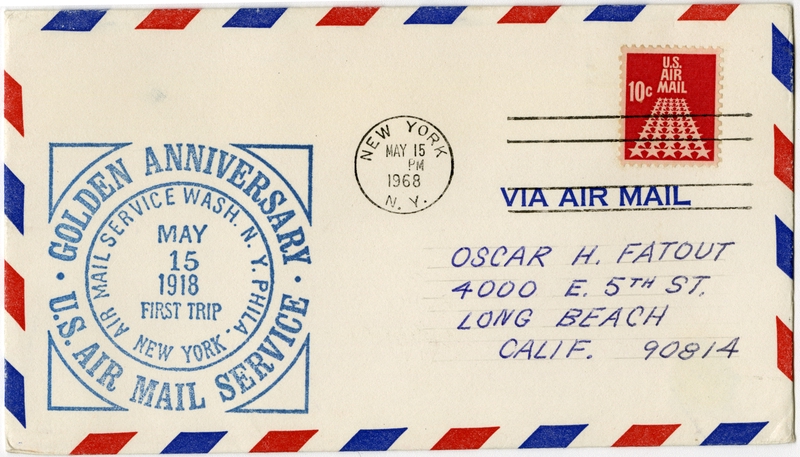 U.S.
AIR
MAIL
10c
NEW YORK
MAY 15
PM
1968
N.Y.
VIA AIR MAIL
GOLDEN ANNIVERSARY
U.S. AIR MAIL SERVICE
AIR MAIL SERVICE WASH. N.Y. PHILA.
NEW YORK
MAY
15
1918
FIRST TRIP
OSCAR H. FATOUT
4000 E. 5TH ST.
LONG BEACH
CALIF. 90814